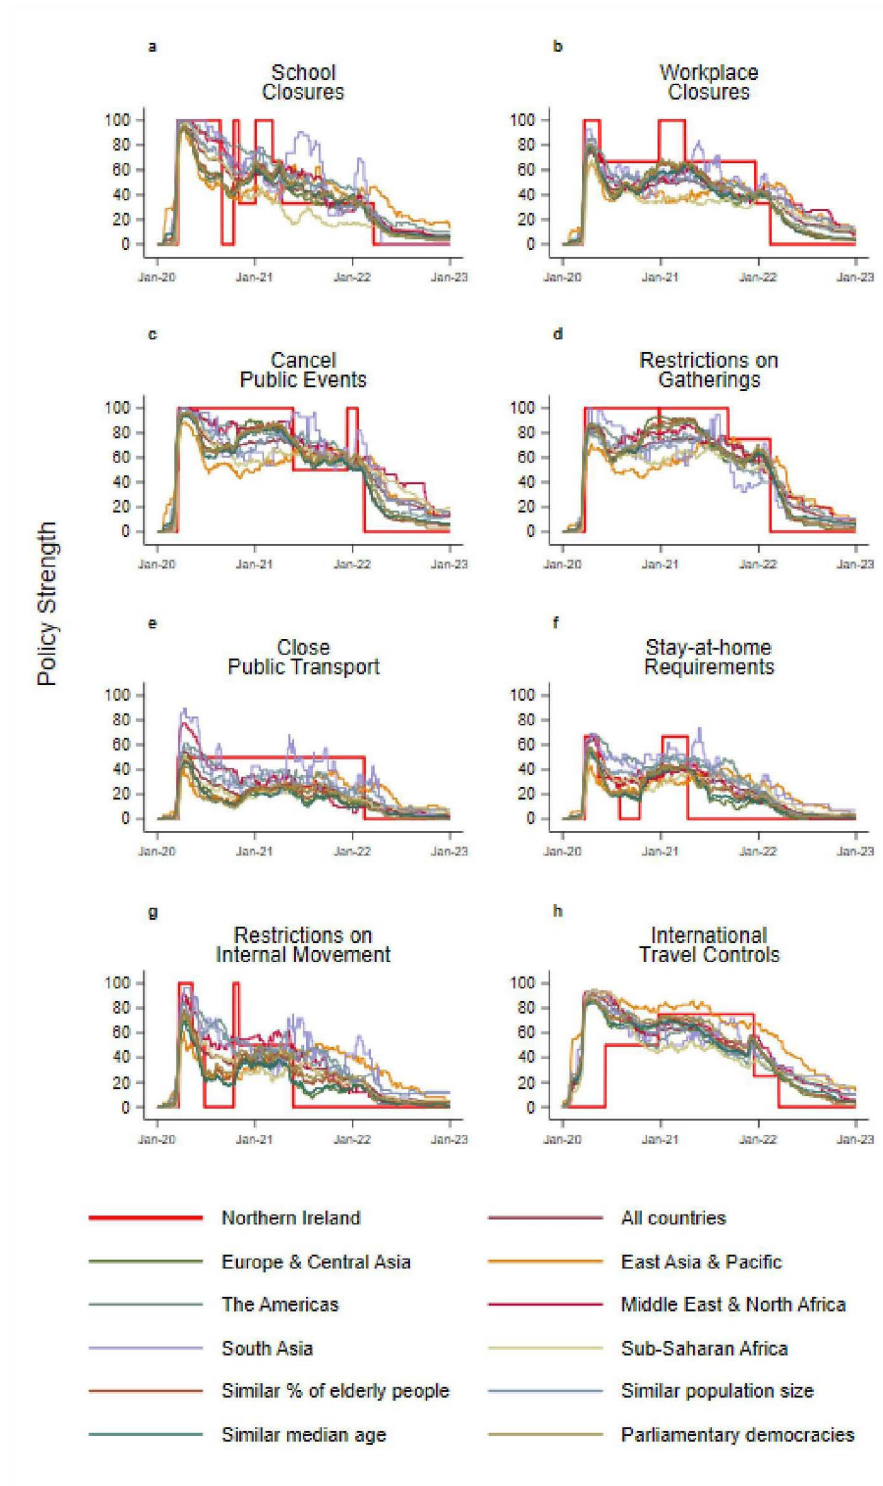 a
School
Closures
100
80
60
40
20
0
Jan-20
Jan-21
Jan-22
Jan-23
b
Workplace
Closures
100
80
60
40
20
0
Jan-20
Jan-21
Jan-22
Jan-23
c
Cancel
Public Events
100
80
60
40
20
0
Jan-20
Jan-21
Jan-22
Jan-23
d
Restrictions on
Gatherings
100
80
60
40
20
0
Jan-20
Jan-21
Jan-22
Jan-23
Policy Strength
e
Close
Public Transport
100
80
60
40
20
0
Jan-20
Jan-21
Jan-22
Jan-23
f
Stay-at-home
Requirements
100
80
60
40
20
0
Jan-20
Jan-21
Jan-22
Jan-23
g
Restrictions on
Internal Movement
100
80
60
40
20
0
Jan-20
Jan-21
Jan-22
Jan-23
h
International
Travel Controls
100
80
60
40
20
0
Jan-20
Jan-21
Jan-22
Jan-23
Northern Ireland
All countries
Europe & Central Asia
East Asia & Pacific
The Americas
Middle East & North Africa
South Asia
Sub-Saharan Africa
Similar % of elderly people
Similar population size
Similar median age
Parliamentary democracies